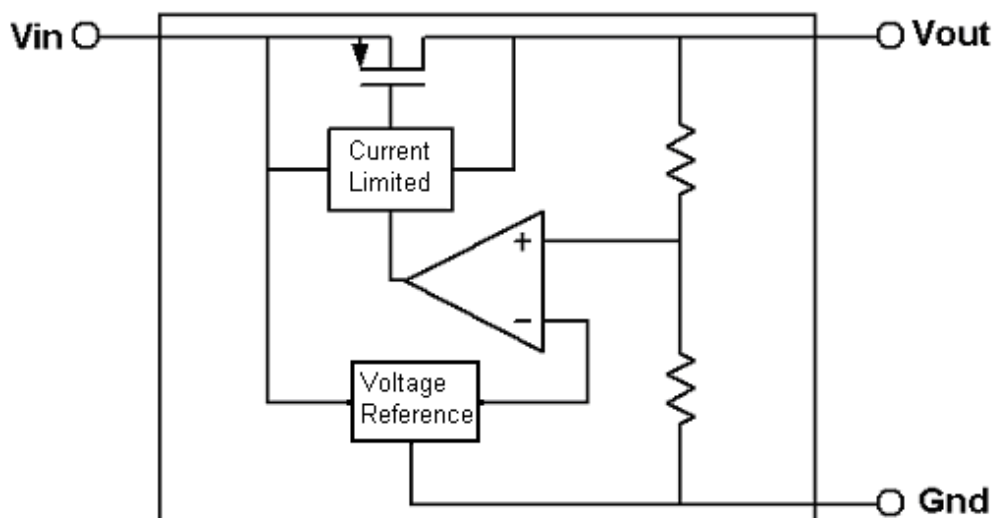 Vin
Vout
Current
Limited
+
−
Voltage
Reference
Gnd